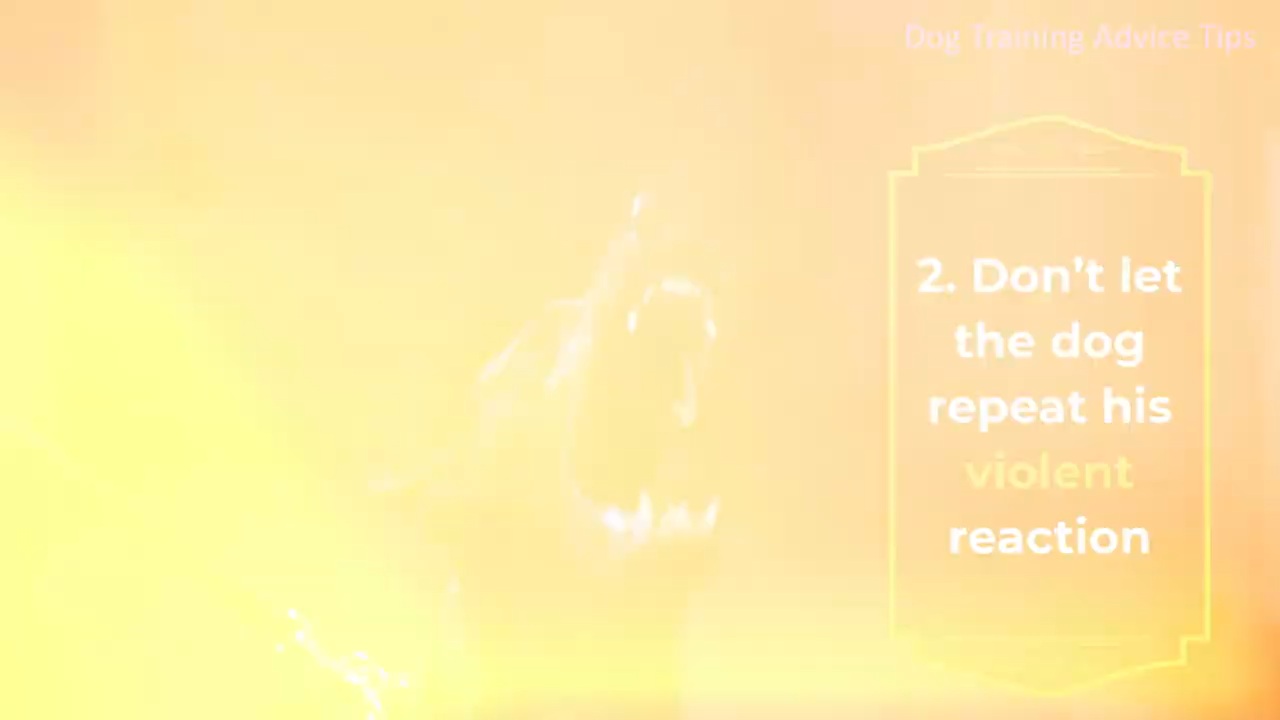 Dog Training Advice Tips
2. Don't let
the dog
repeat his
violent
reaction